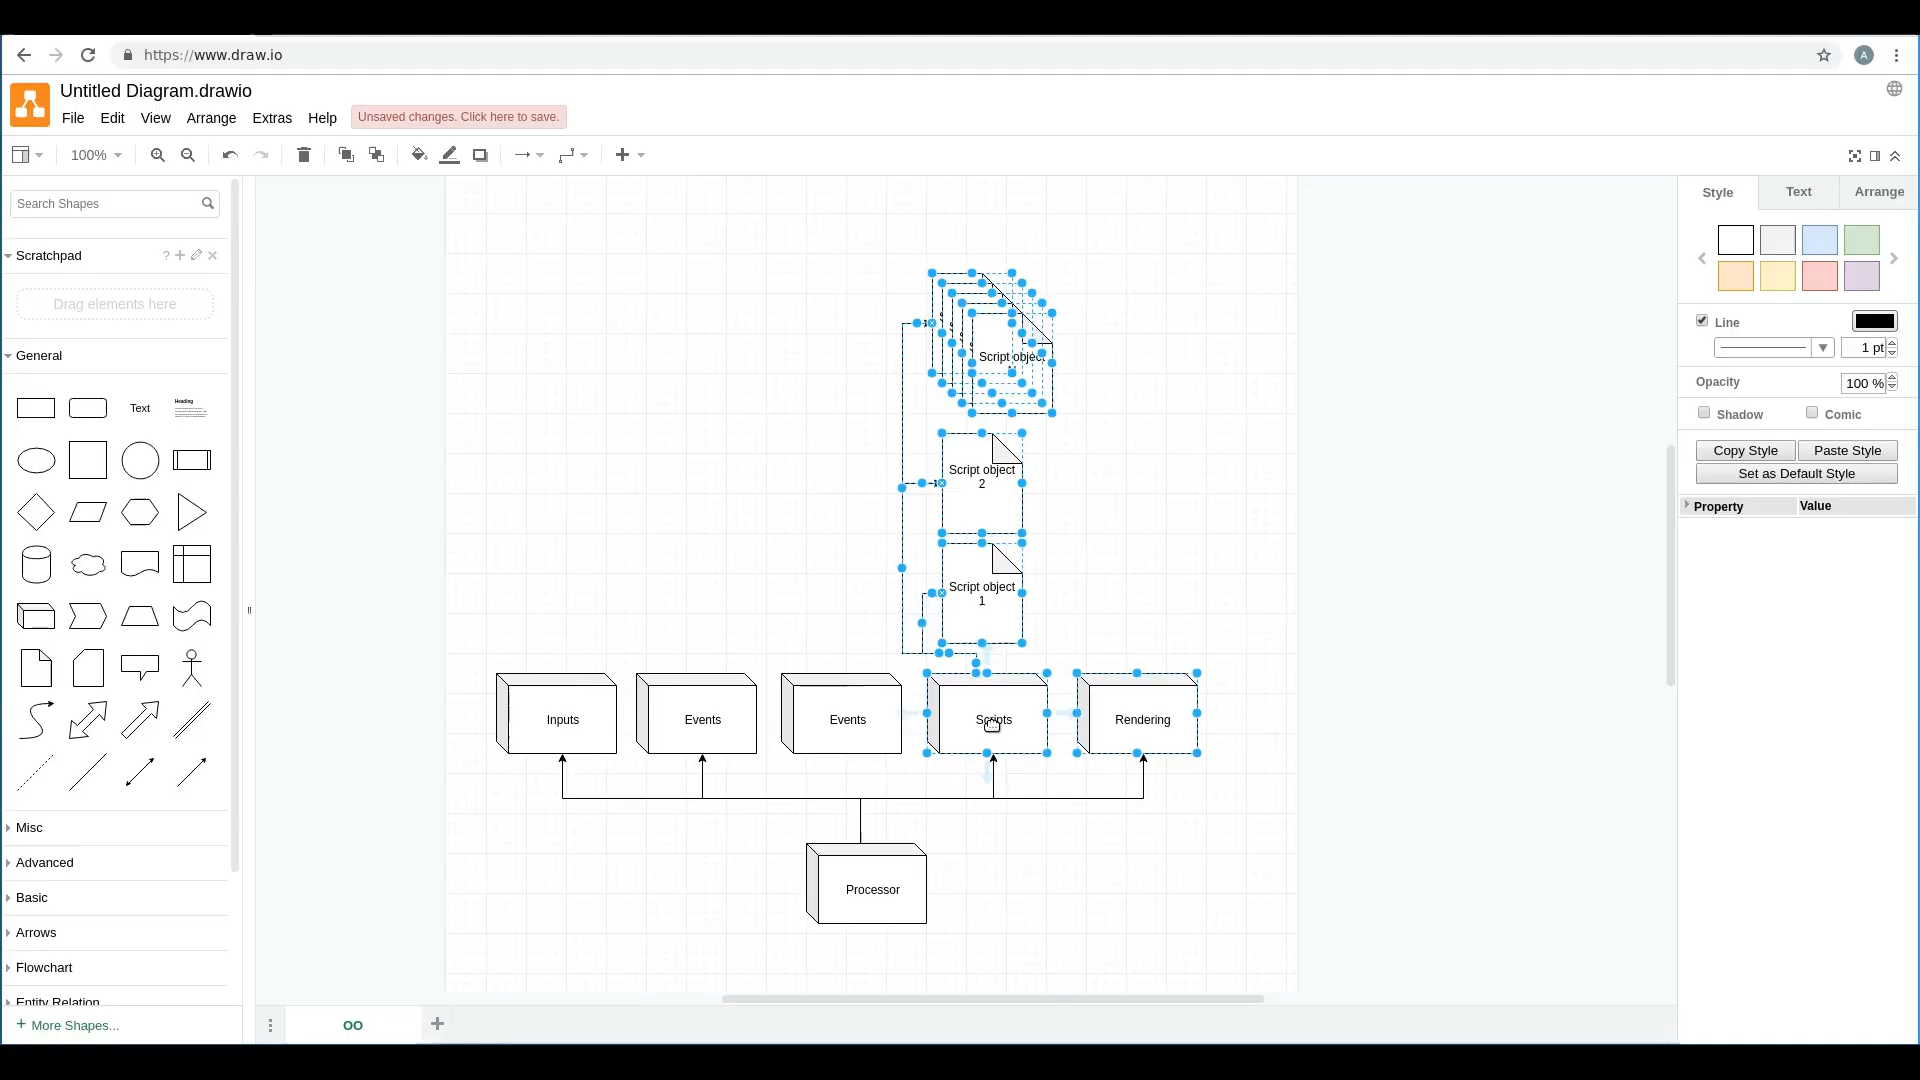 https://www.draw.io
A
Untitled Diagram.drawio
File Edit View Arrange Extras Help Unsaved changes. Click here to save.
100%
Search Shapes
Scratchpad ?
Drag elements here
General
Text
Heading
Misc
Advanced
Basic
Arrows
Flowchart
Entity Relation
+ More Shapes...
Script object
Script object
2
Script object
1
Inputs
Events
Events
Scripts
Rendering
Processor
OO
Style Text Arrange
Line
1 pt
Opacity
100 %
Shadow Comic
Copy Style Paste Style
Set as Default Style
Property Value